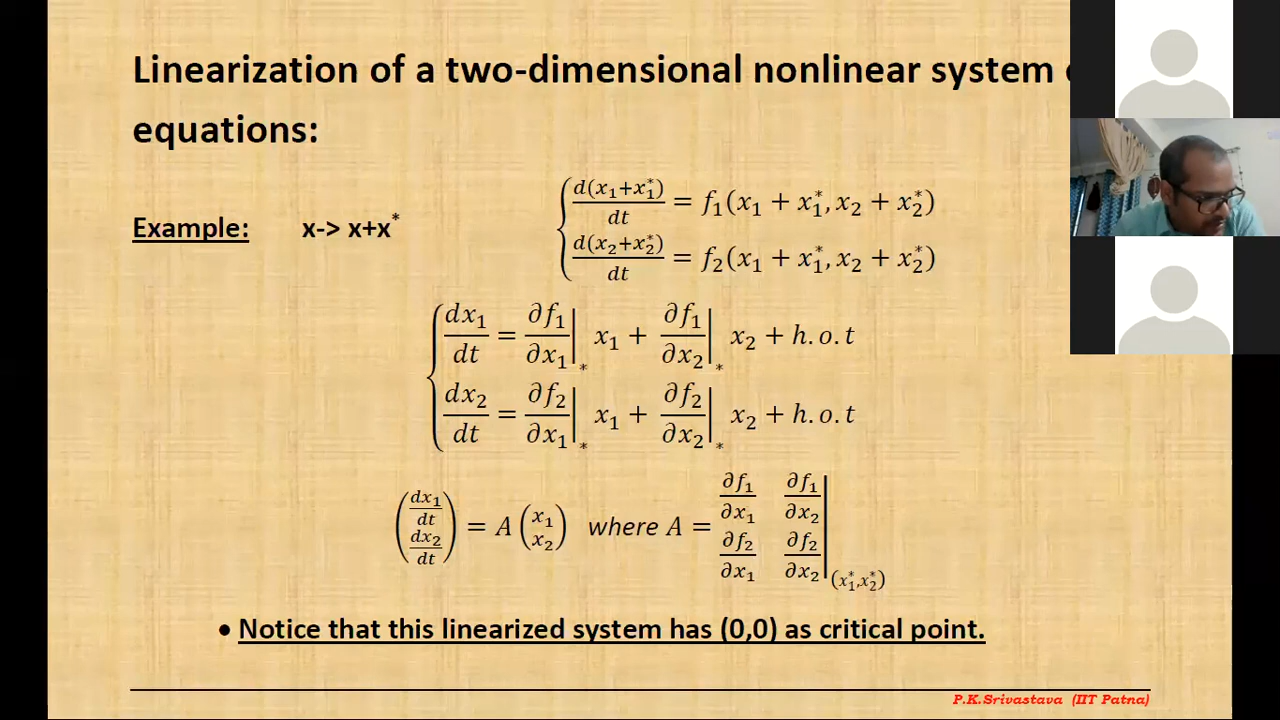 Linearization of a two-dimensional nonlinear system
equations:
Example: x-> x+x*
{ d(x₁+x₁*)/dt = f₁(x₁ + x₁*, x₂ + x₂*)
d(x₂+x₂*)/dt = f₂(x₁ + x₁*, x₂ + x₂*)
{ dx₁/dt = ∂f₁/∂x₁|* x₁ + ∂f₁/∂x₂|* x₂ + h.o.t
dx₂/dt = ∂f₂/∂x₁|* x₁ + ∂f₂/∂x₂|* x₂ + h.o.t
(dx₁/dt dx₂/dt) = A (x₁ x₂) where A = ∂f₁/∂x₁ ∂f₁/∂x₂ ∂f₂/∂x₁ ∂f₂/∂x₂ |(x₁*,x₂*)
• Notice that this linearized system has (0,0) as critical point.
P.K.Srivastava (IIT Patna)